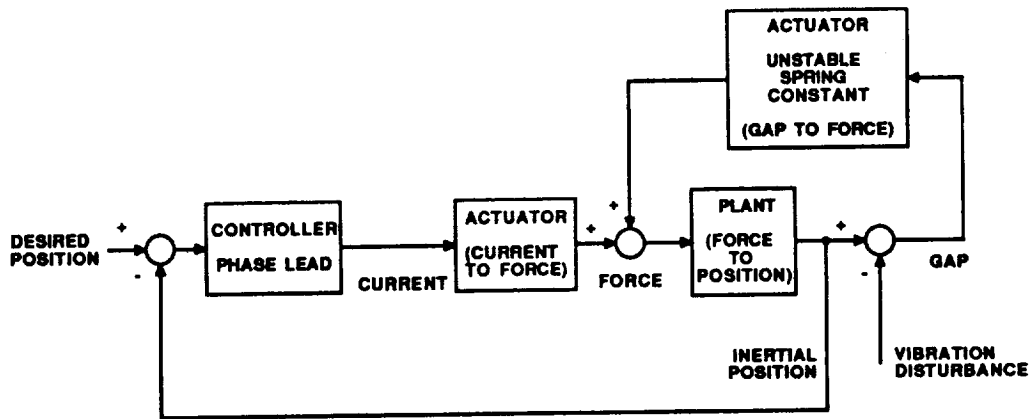 ACTUATOR
UNSTABLE
SPRING
CONSTANT
(GAP TO FORCE)
+
DESIRED
POSITION
+
-
CONTROLLER
PHASE LEAD
CURRENT
ACTUATOR
(CURRENT
TO FORCE)
+
FORCE
PLANT
(FORCE
TO
POSITION)
+
-
GAP
INERTIAL
POSITION
VIBRATION
DISTURBANCE